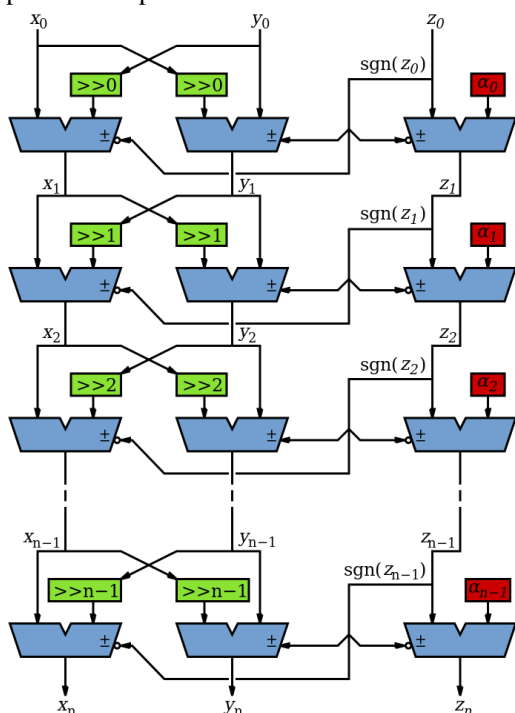 x₀ y₀ z₀
sgn(z₀)
>>0 >>0 α₀
± ± ±
x₁ y₁ z₁
sgn(z₁)
>>1 >>1 α₁
± ± ±
x₂ y₂ z₂
sgn(z₂)
>>2 >>2 α₂
± ± ±
xₙ₋₁ yₙ₋₁ zₙ₋₁
sgn(zₙ₋₁)
>>n−1 >>n−1 αₙ₋₁
± ± ±
xₙ yₙ zₙ